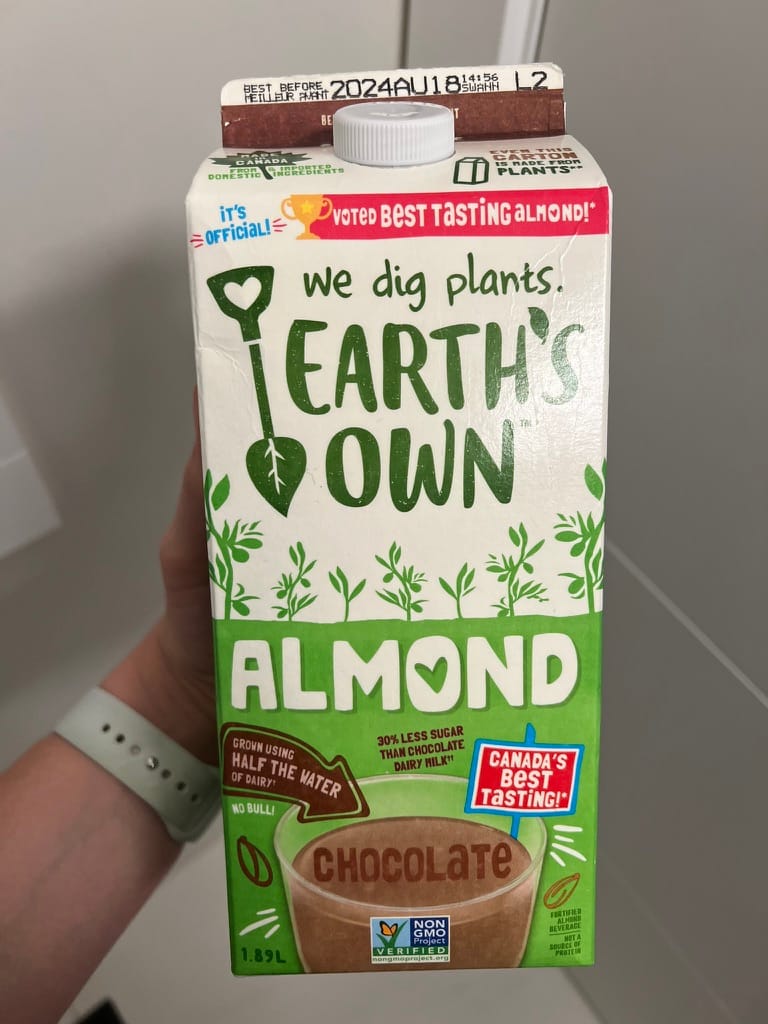 BEST BEFORE
MEILLEUR AVANT
2024AU18
14:56
SWANN
L2
MADE IN
CANADA
FROM & IMPORTED
DOMESTIC INGREDIENTS
EVEN THIS
CARTON
IS MADE FROM
PLANTS**
IT'S
OFFICIAL!
VOTED BEST TASTING ALMOND!*
we dig plants.
EARTH'S
OWN
ALMOND
GROWN USING
HALF THE WATER
OF DAIRY†
NO BULL!
30% LESS SUGAR
THAN CHOCOLATE
DAIRY MILK††
CANADA'S
BEST
TASTING!*
CHOCOLATE
NON
GMO
Project
VERIFIED
nongmoproject.org
FORTIFIED
ALMOND
BEVERAGE
NOT A
SOURCE OF
PROTEIN
1.89L